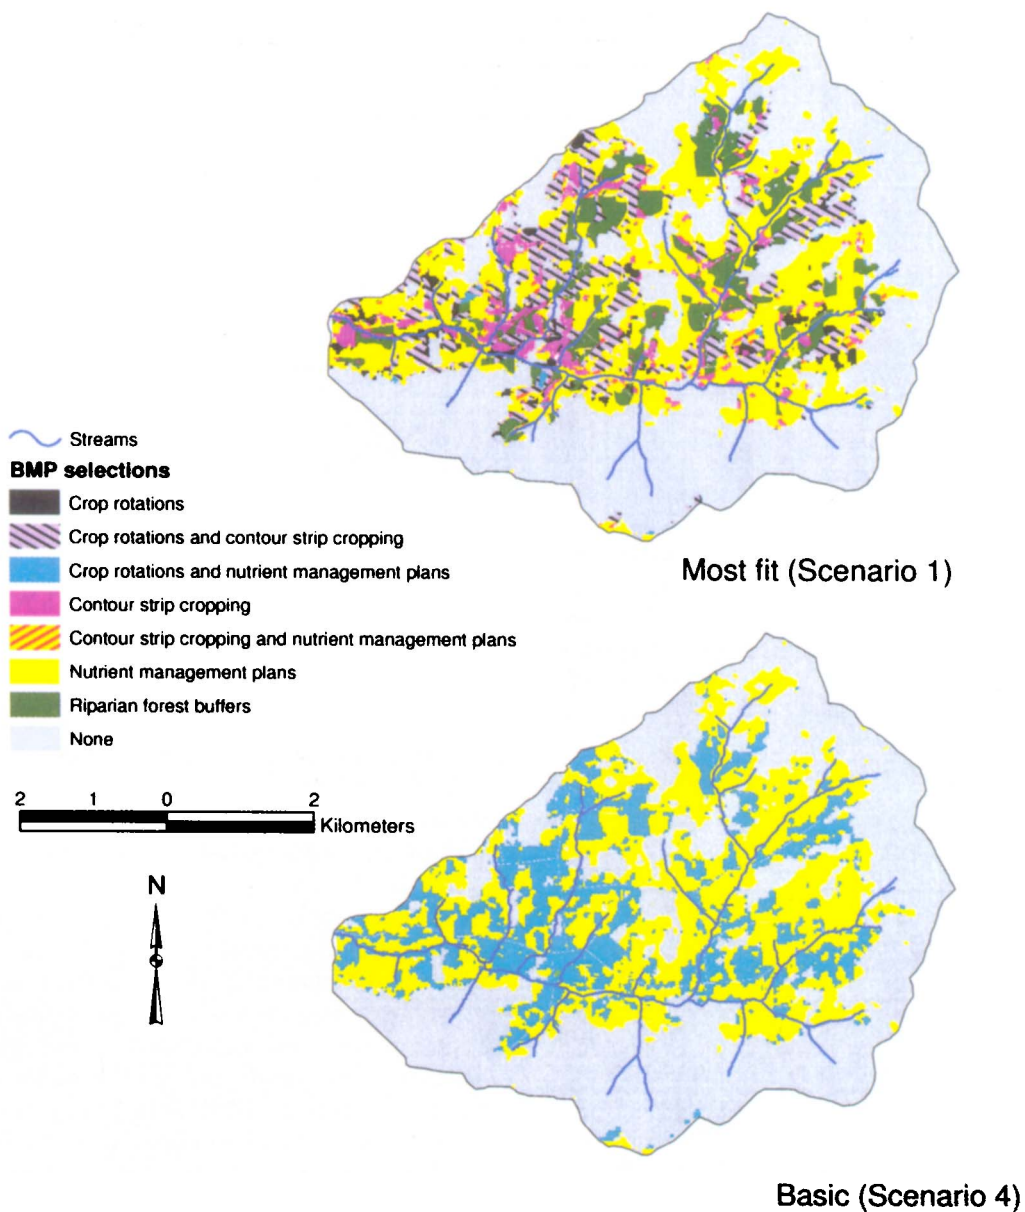 Streams
BMP selections
Crop rotations
Crop rotations and contour strip cropping
Crop rotations and nutrient management plans
Contour strip cropping
Contour strip cropping and nutrient management plans
Nutrient management plans
Riparian forest buffers
None
Most fit (Scenario 1)
2 1 0 2
Kilometers
N
Basic (Scenario 4)